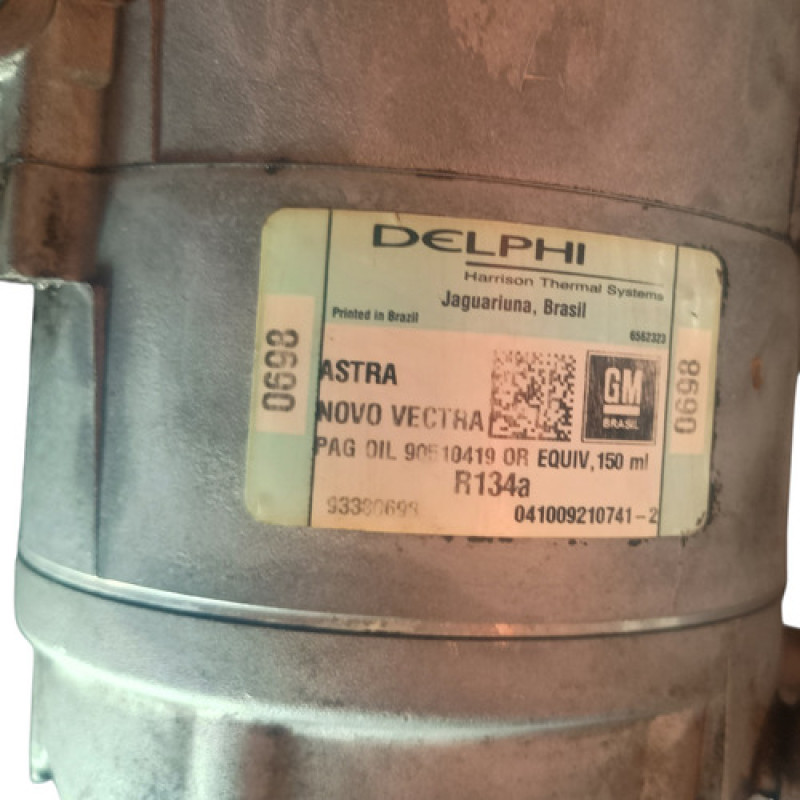 DELPHI
Harrison Thermal Systems
Jaguariuna, Brasil
Printed in Brazil
6562323
0698
ASTRA
NOVO VECTRA
GM
BRASIL
0698
PAG OIL 90510419 OR EQUIV, 150 ml
R134a
041009210741-2